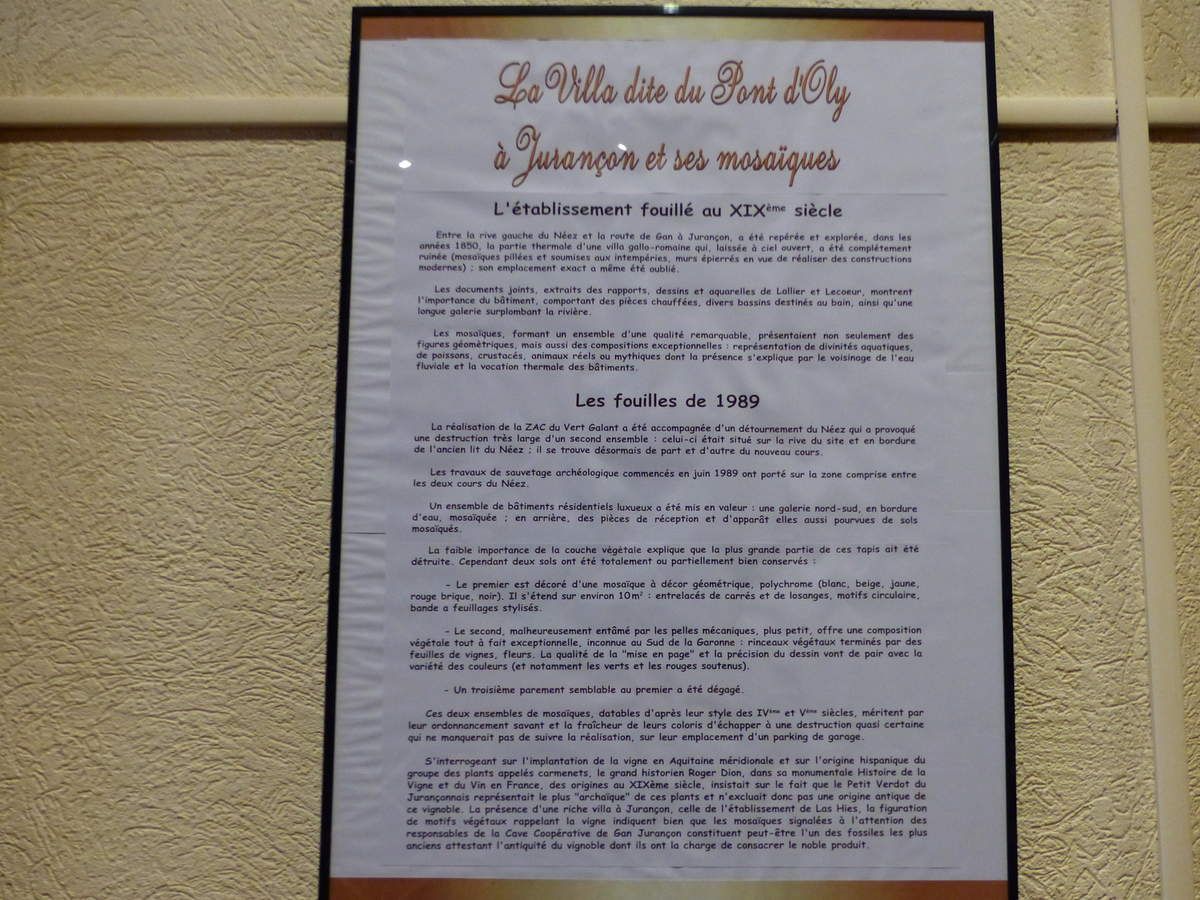 La Villa dite du Pont d'Oly
à Jurançon et ses mosaïques
L'établissement fouillé au XIXème siècle
Entre la rive gauche du Néez et la route de Gan à Jurançon, a été repérée et explorée, dans les
années 1850, la partie thermale d'une villa gallo-romaine qui, laissée à ciel ouvert, a été complétement
ruinée (mosaïques pillées et soumises aux intempéries, murs épierrés en vue de réaliser des constructions
modernes) ; son emplacement exact a même été oublié.
Les documents joints, extraits des rapports, dessins et aquarelles de Lallier et Lecoeur, montrent
l'importance du bâtiment, comportant des pièces chauffées, divers bassins destinés au bain, ainsi qu'une
longue galerie surplombant la rivière.
Les mosaïques, formant un ensemble d'une qualité remarquable, présentaient non seulement des
figures géométriques, mais aussi des compositions exceptionnelles : représentation de divinités aquatiques,
de poissons, crustacés, animaux réels ou mythiques dont la présence s'explique par le voisinage de l'eau
fluviale et la vocation thermale des bâtiments.
Les fouilles de 1989
La réalisation de la ZAC du Vert Galant a été accompagnée d'un détournement du Néez qui a provoqué
une destruction très large d'un second ensemble : celui-ci était situé sur la rive du site et en bordure
de l'ancien lit du Néez ; il se trouve désormais de part et d'autre du nouveau cours.
Les travaux de sauvetage archéologique commencés en juin 1989 ont porté sur la zone comprise entre
les deux cours du Néez.
Un ensemble de bâtiments résidentiels luxueux a été mis en valeur : une galerie nord-sud, en bordure
d'eau, mosaïquée ; en arrière, des pièces de réception et d'apparât elles aussi pourvues de sols
mosaïqués.
La faible importance de la couche végétale explique que la plus grande partie de ces tapis ait été
détruite. Cependant deux sols ont été totalement ou partiellement bien conservés :
- Le premier est décoré d'une mosaïque à décor géométrique, polychrome (blanc, beige, jaune,
rouge brique, noir). Il s'étend sur environ 10m² : entrelacés de carrés et de losanges, motifs circulaire,
bande a feuillages stylisés.
- Le second, malheureusement entâmé par les pelles mécaniques, plus petit, offre une composition
végétale tout à fait exceptionnelle, inconnue au Sud de la Garonne : rinceaux végétaux terminés par des
feuilles de vignes, fleurs. La qualité de la "mise en page" et la précision du dessin vont de pair avec la
variété des couleurs (et notamment les verts et les rouges soutenus).
- Un troisième parement semblable au premier a été dégagé.
Ces deux ensembles de mosaïques, datables d'après leur style des IVème et Vème siècles, méritent par
leur ordonnancement savant et la fraîcheur de leurs coloris d'échapper à une destruction quasi certaine
qui ne manquerait pas de suivre la réalisation, sur leur emplacement d'un parking de garage.
S'interrogeant sur l'implantation de la vigne en Aquitaine méridionale et sur l'origine hispanique du
groupe des plants appelés carmenets, le grand historien Roger Dion, dans sa monumentale Histoire de la
Vigne et du Vin en France, des origines au XIXème siècle, insistait sur le fait que le Petit Verdot du
Jurançonnais représentait le plus "archaïque" de ces plants et n'excluait donc pas une origine antique de
ce vignoble. La présence d'une riche villa à Jurançon, celle de l'établissement de Las Hies, la figuration
de motifs végétaux rappelant la vigne indiquent bien que les mosaïques signalées à l'attention des
responsables de la Cave Coopérative de Gan Jurançon constituent peut-être l'un des fossiles les plus
anciens attestant l'antiquité du vignoble dont ils ont la charge de consacrer le noble produit.